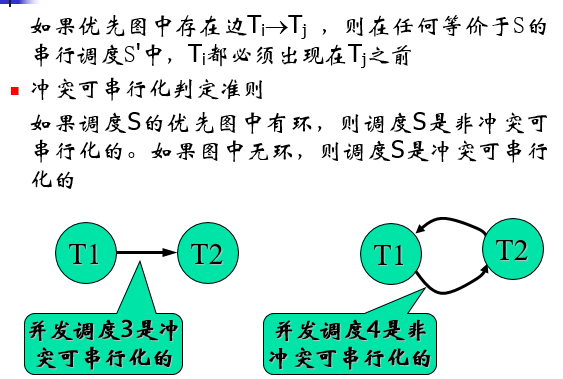 如果优先图中存在边Ti→Tj ，则在任何等价于S的
串行调度S'中，Ti都必须出现在Tj之前
冲突可串行化判定准则
如果调度S的优先图中有环，则调度S是非冲突可
串行化的。如果图中无环，则调度S是冲突可串行
化的
T1 T2 T1 T2
并发调度3是冲
突可串行化的
并发调度4是非
冲突可串行化的